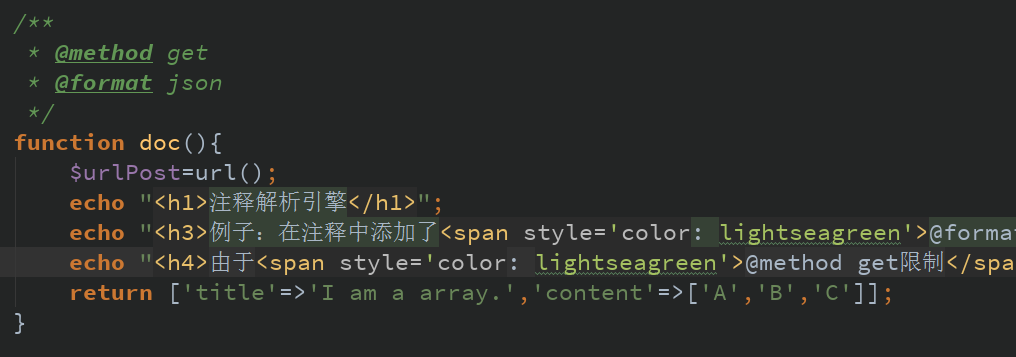 /**
 * @method get
 * @format json
 */
function doc(){
    $urlPost=url();
    echo "<h1>注释解析引擎</h1>";
    echo "<h3>例子：在注释中添加了<span style='color: lightseagreen'>@forma
    echo "<h4>由于<span style='color: lightseagreen'>@method get限制</spa
    return ['title'=>'I am a array.','content'=>['A','B','C']];
}